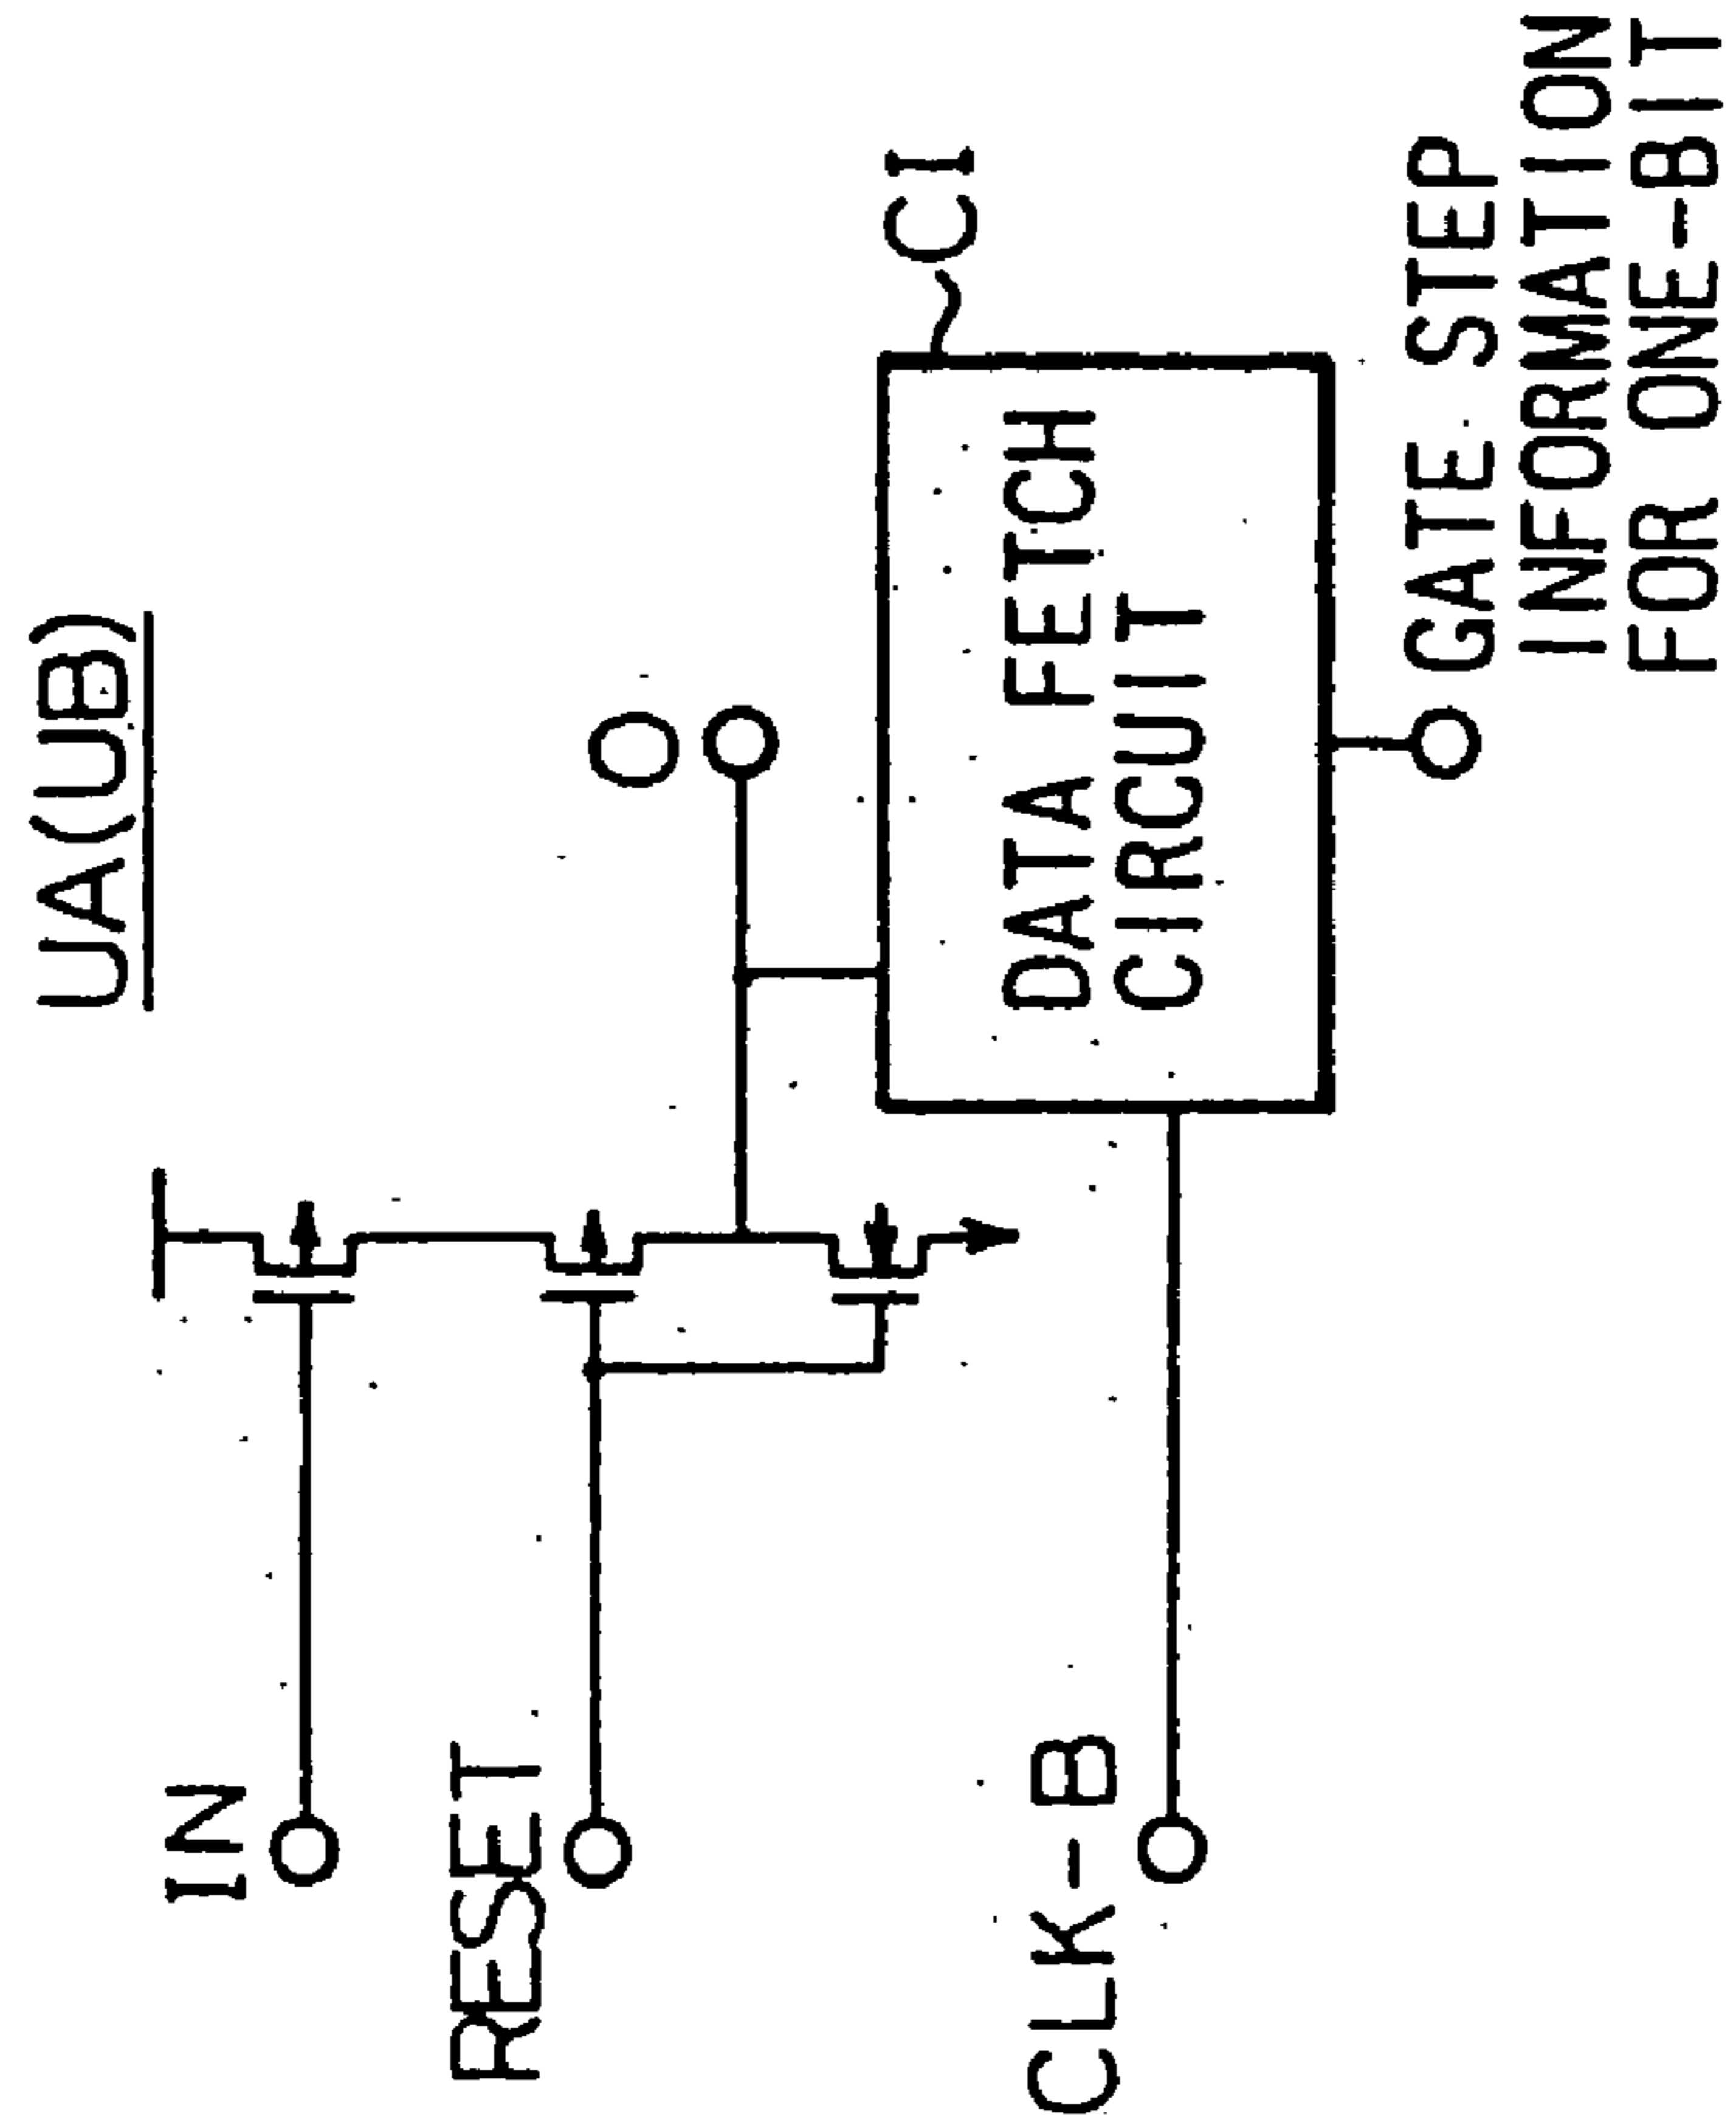 UA(UB)
IN
RESET
O
CI
DATA FETCH
CIRCUIT
CLK-B
GATE STEP
INFORMATION
FOR ONE-BIT